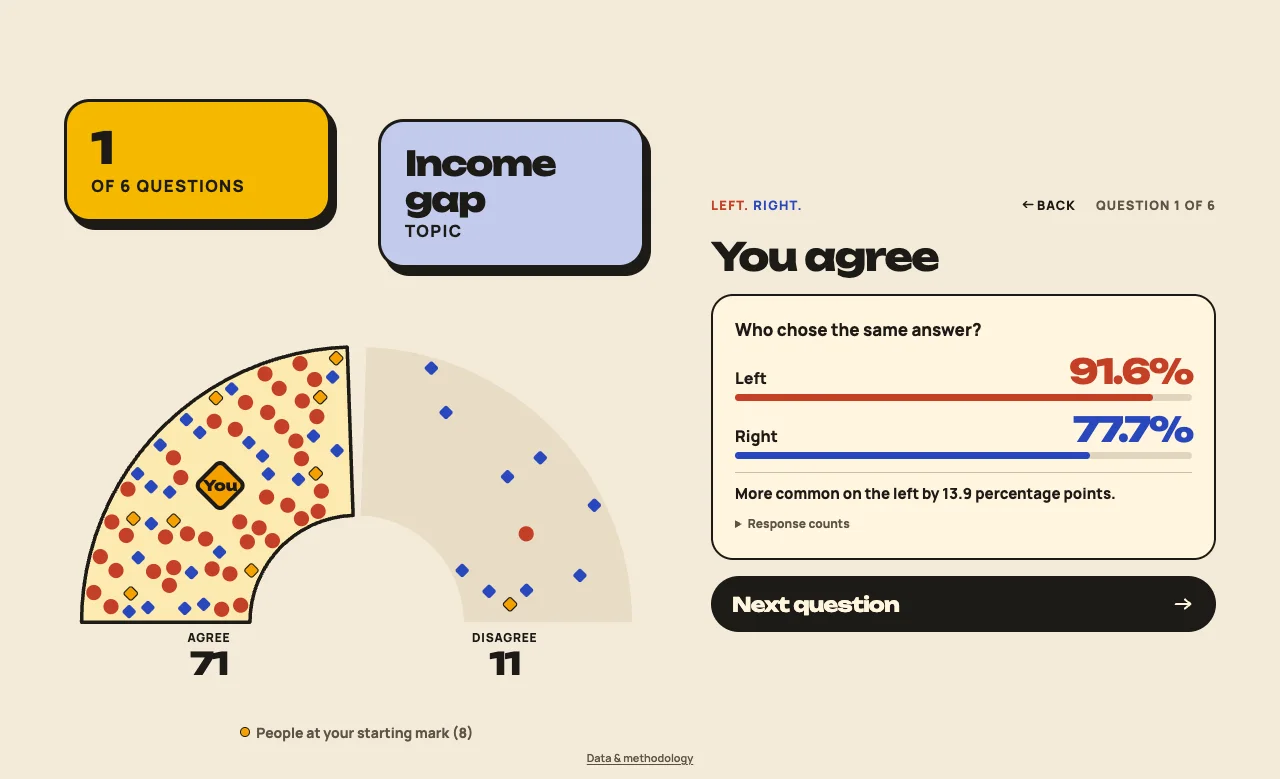 1
OF 6 QUESTIONS
Income
gap
TOPIC
You
AGREE
71
DISAGREE
11
People at your starting mark (8)
LEFT. RIGHT.
← BACK
QUESTION 1 OF 6
You agree
Who chose the same answer?
Left
91.6%
Right
77.7%
More common on the left by 13.9 percentage points.
Response counts
Next question →
Data & methodology